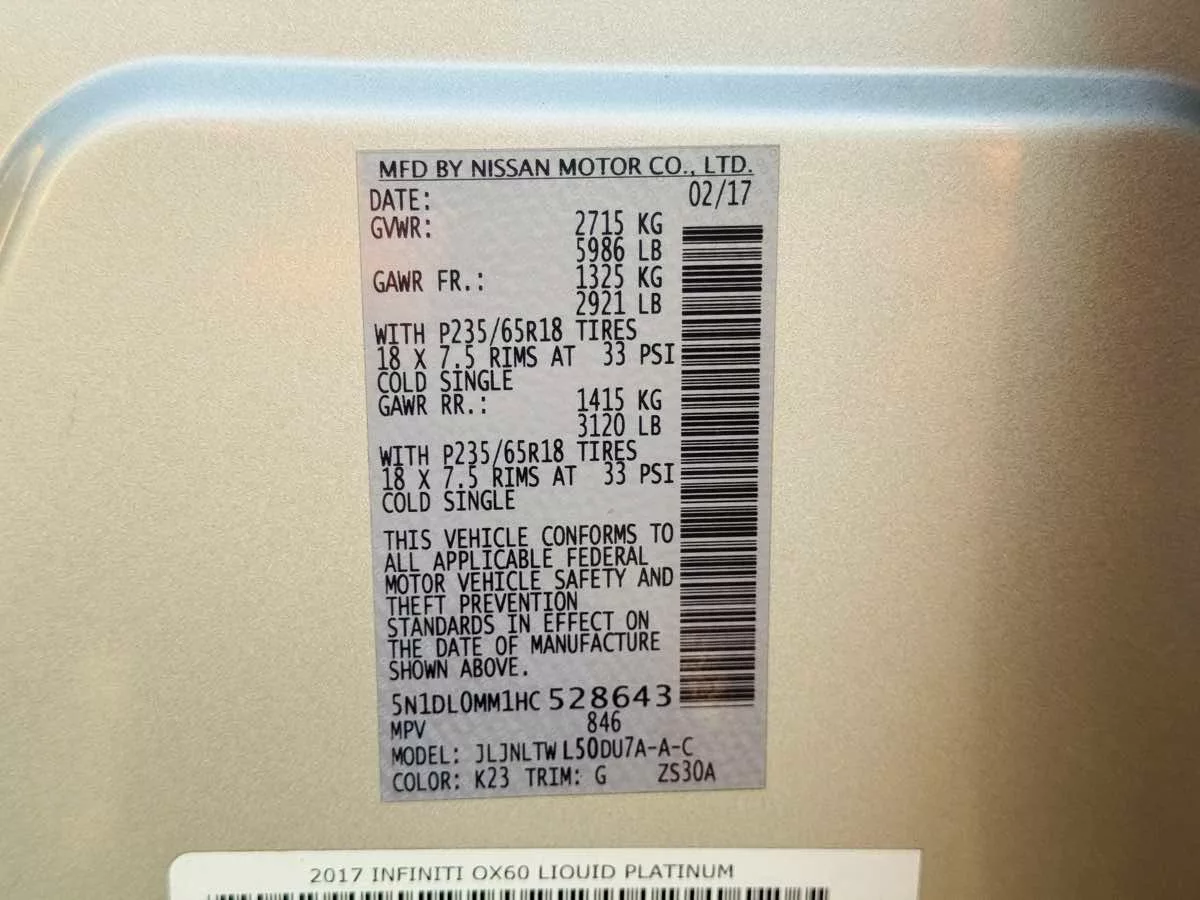 MFD BY NISSAN MOTOR CO., LTD.
DATE: 02/17
GVWR: 2715 KG
5986 LB
GAWR FR.: 1325 KG
2921 LB
WITH P235/65R18 TIRES
18 X 7.5 RIMS AT 33 PSI
COLD SINGLE
GAWR RR.: 1415 KG
3120 LB
WITH P235/65R18 TIRES
18 X 7.5 RIMS AT 33 PSI
COLD SINGLE
THIS VEHICLE CONFORMS TO
ALL APPLICABLE FEDERAL
MOTOR VEHICLE SAFETY AND
THEFT PREVENTION
STANDARDS IN EFFECT ON
THE DATE OF MANUFACTURE
SHOWN ABOVE.
5N1DL0MM1HC 528643
MPV 846
MODEL: JLJNLTW L50DU7A-A-C
COLOR: K23 TRIM: G ZS30A
2017 INFINITI QX60 LIQUID PLATINUM